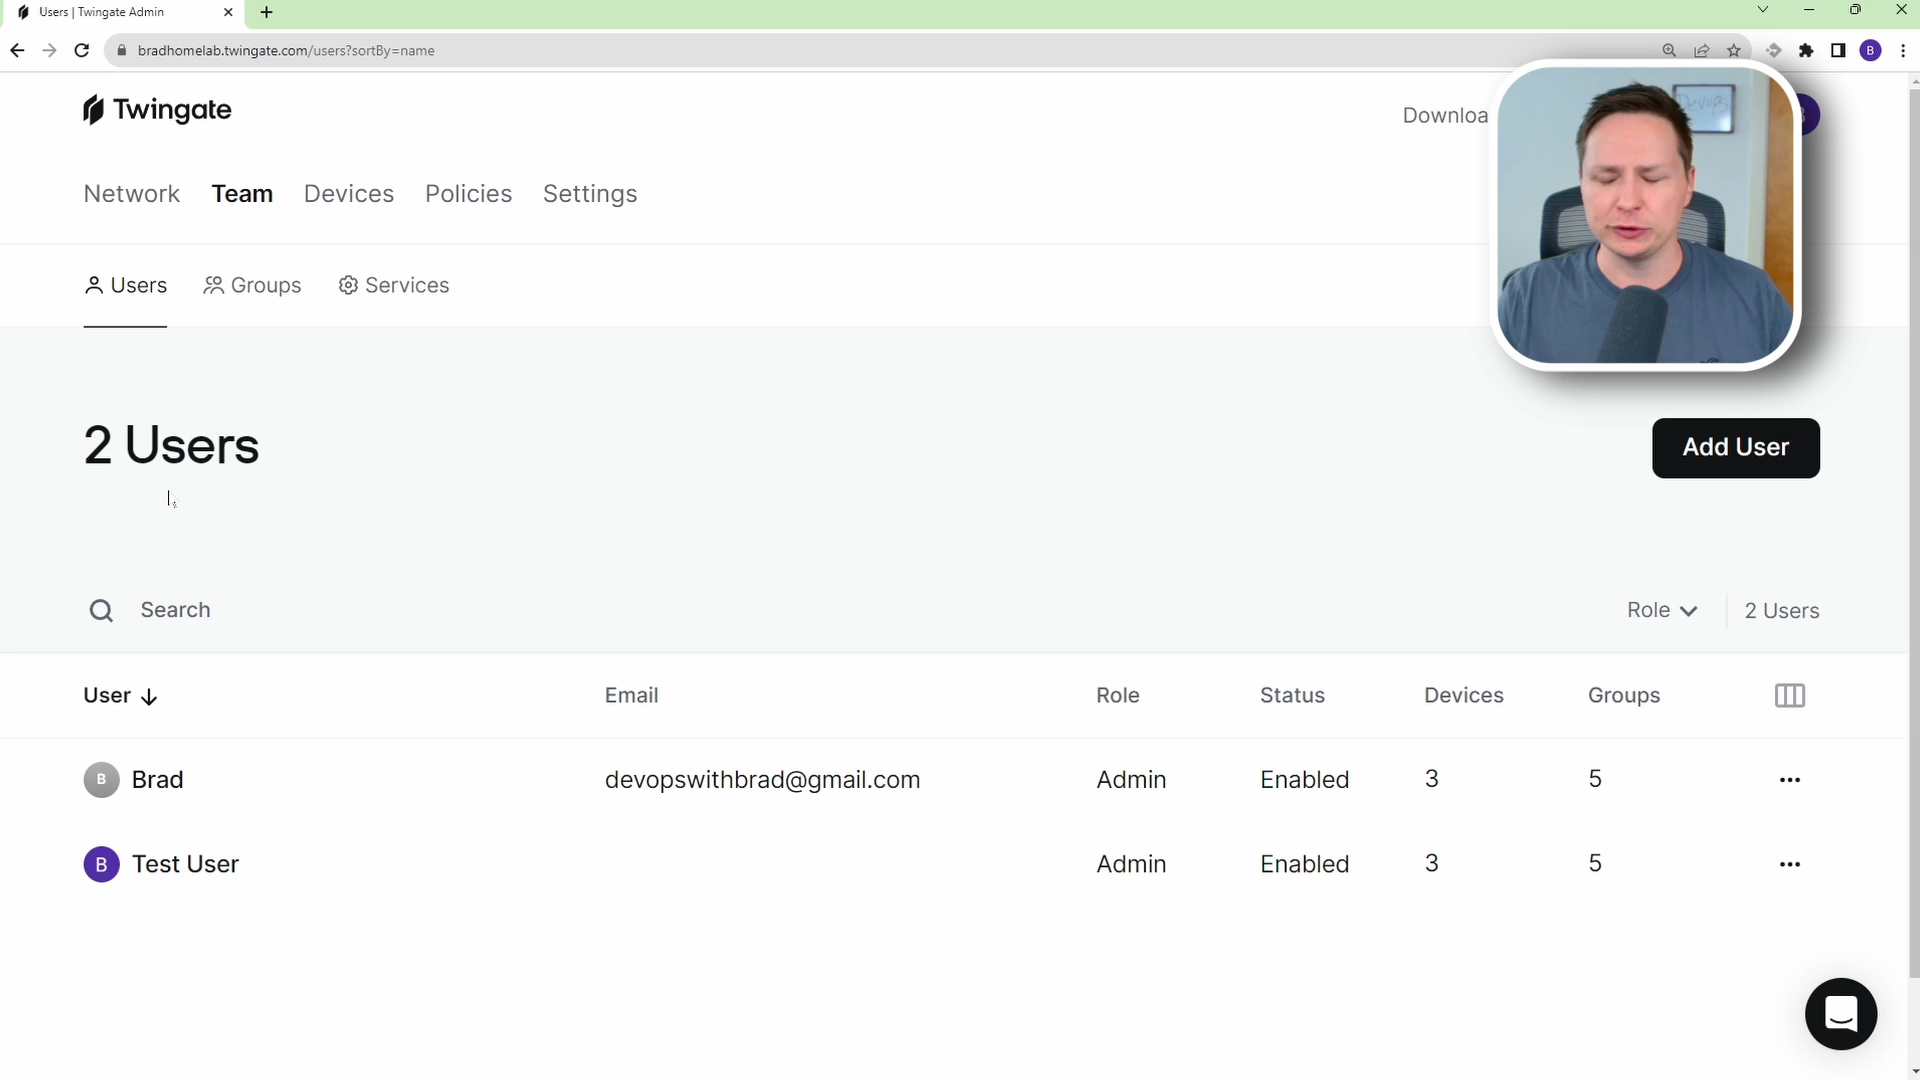 Users | Twingate Admin
bradhomelab.twingate.com/users?sortBy=name
B
Twingate
Downloa
Devops
Network Team Devices Policies Settings
Users Groups Services
2 Users
Add User
Search
Role
2 Users
User Email Role Status Devices Groups
B Brad devopswithbrad@gmail.com Admin Enabled 3 5
B Test User Admin Enabled 3 5